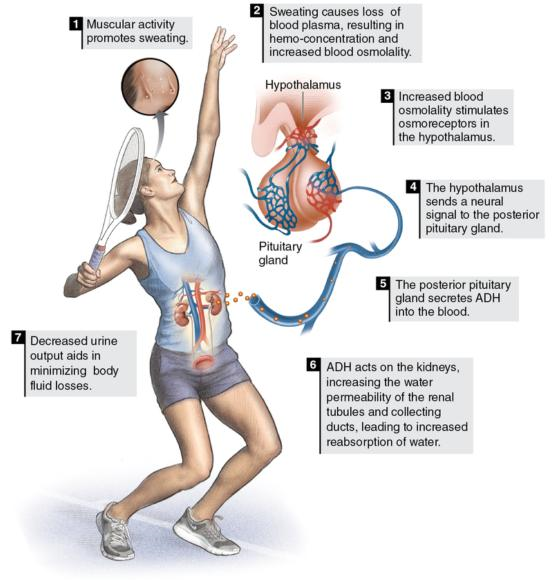 1 Muscular activity
promotes sweating.
2 Sweating causes loss of
blood plasma, resulting in
hemo-concentration and
increased blood osmolality.
Hypothalamus
3 Increased blood
osmolality stimulates
osmoreceptors in
the hypothalamus.
4 The hypothalamus
sends a neural
signal to the posterior
pituitary gland.
Pituitary
gland
5 The posterior pituitary
gland secretes ADH
into the blood.
6 ADH acts on the kidneys,
increasing the water
permeability of the renal
tubules and collecting
ducts, leading to increased
reabsorption of water.
7 Decreased urine
output aids in
minimizing body
fluid losses.